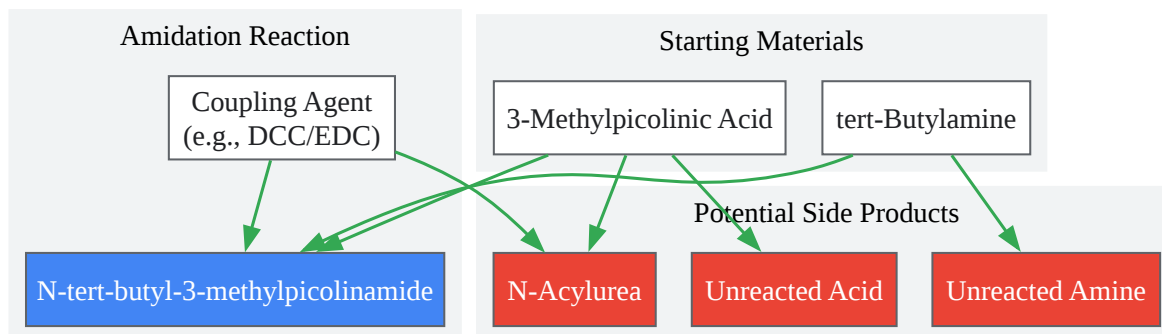 Amidation Reaction
Starting Materials
Coupling Agent
(e.g., DCC/EDC)
3-Methylpicolinic Acid
tert-Butylamine
Potential Side Products
N-tert-butyl-3-methylpicolinamide
N-Acylurea
Unreacted Acid
Unreacted Amine